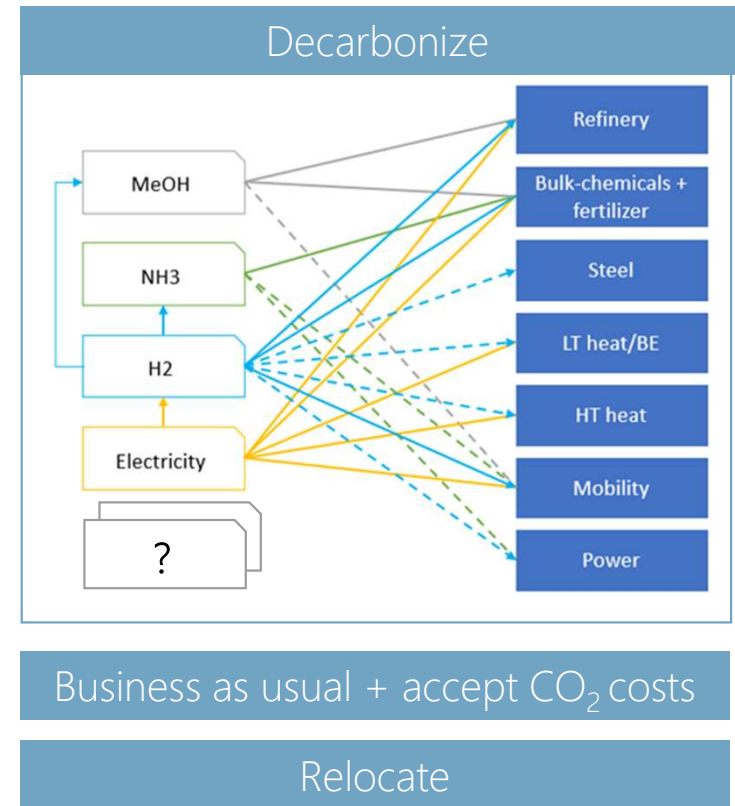 Decarbonize
MeOH
NH3
H2
Electricity
?
Refinery
Bulk-chemicals +
fertilizer
Steel
LT heat/BE
HT heat
Mobility
Power
Business as usual + accept CO₂ costs
Relocate